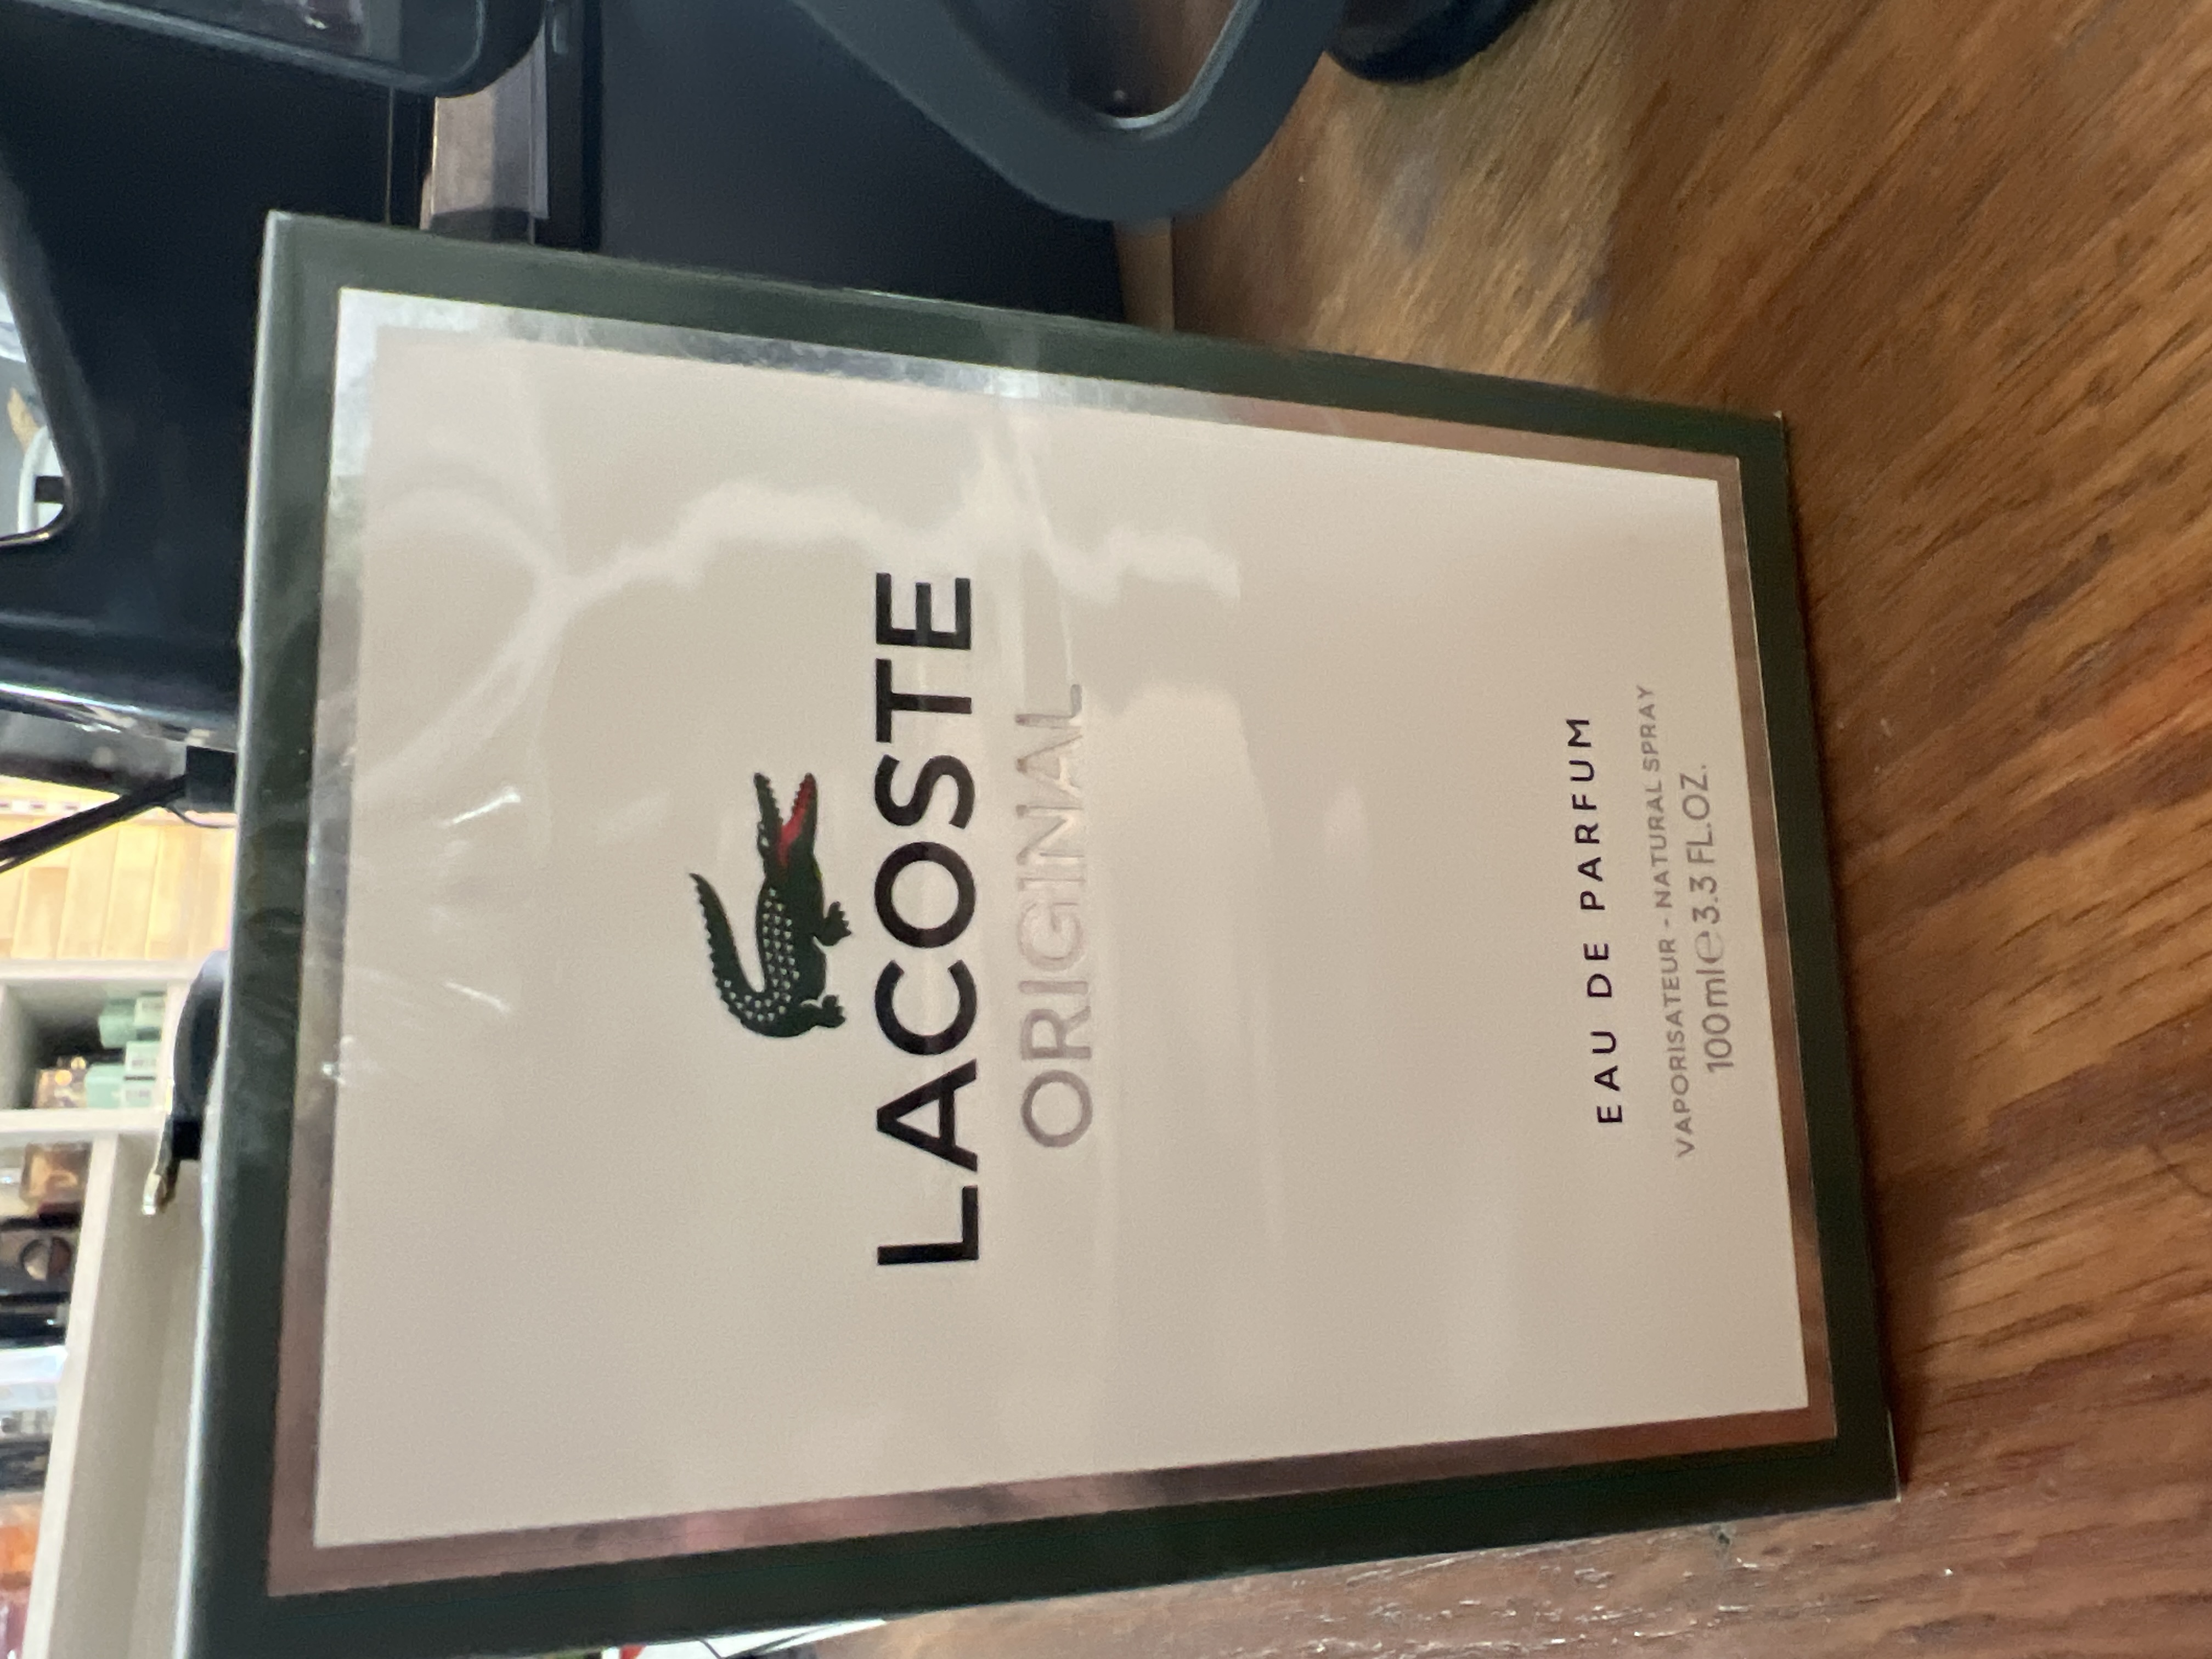 LACOSTE
ORIGINAL
EAU DE PARFUM
VAPORISATEUR - NATURAL SPRAY
100ml℮3.3 FL.OZ.